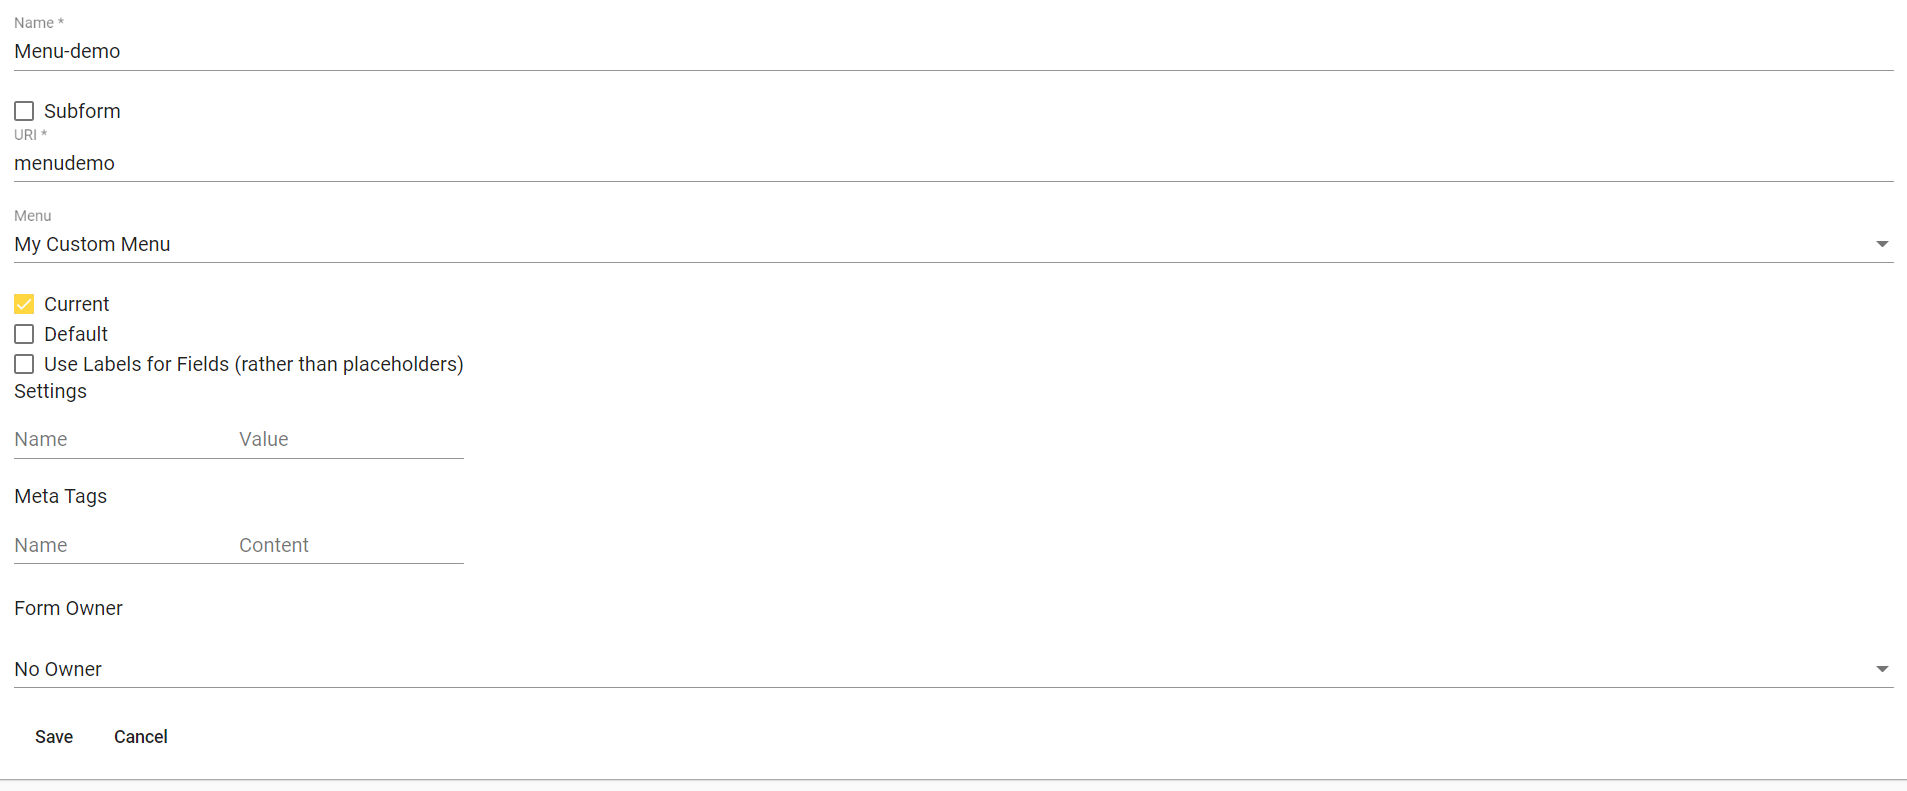 Name *
Menu-demo
Subform
URI *
menudemo
Menu
My Custom Menu
Current
Default
Use Labels for Fields (rather than placeholders)
Settings
Name Value
Meta Tags
Name Content
Form Owner
No Owner
Save Cancel